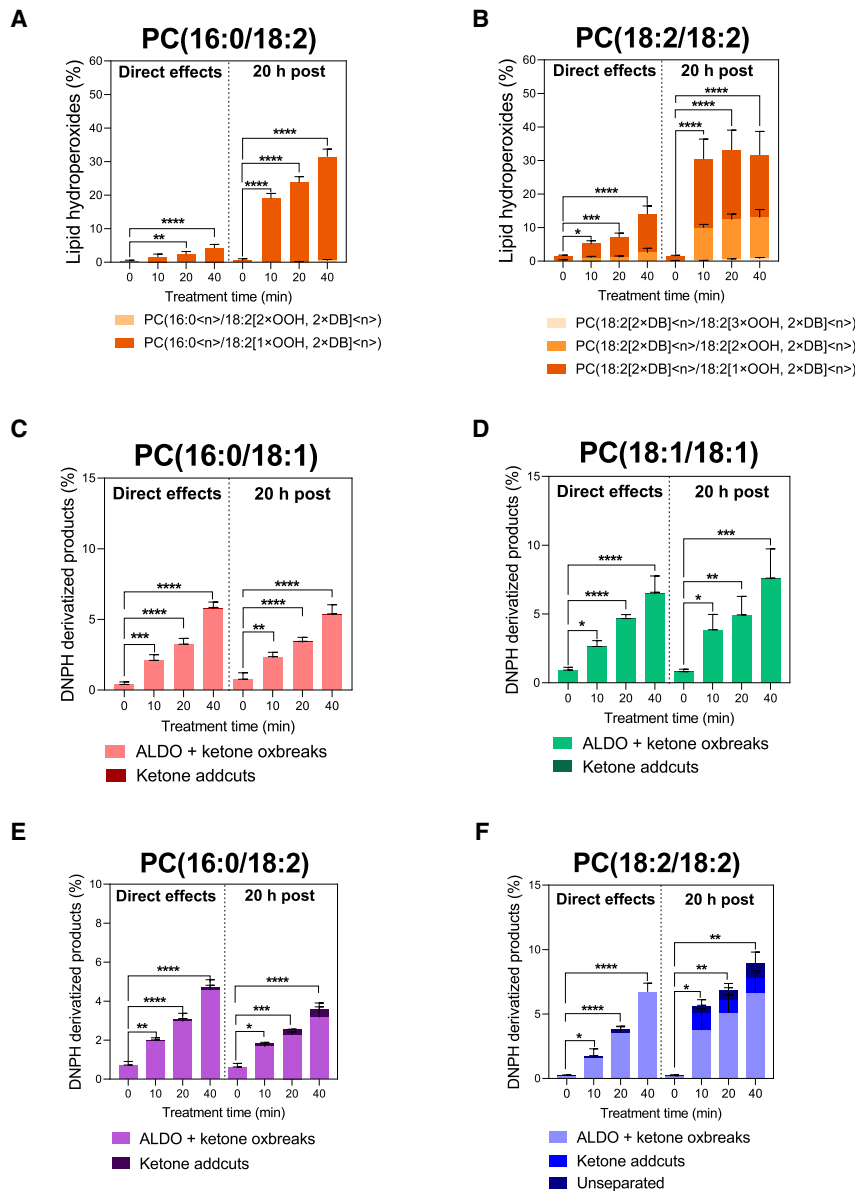 A
PC(16:0/18:2)
Lipid hydroperoxides (%)
60
50
40
30
20
10
0
Direct effects
20 h post
****
**
****
****
****
0 10 20 40 0 10 20 40
Treatment time (min)
PC(16:0<n>/18:2[2×OOH, 2×DB]<n>)
PC(16:0<n>/18:2[1×OOH, 2×DB]<n>)
B
PC(18:2/18:2)
Lipid hydroperoxides (%)
60
50
40
30
20
10
0
Direct effects
20 h post
****
***
*
****
****
****
0 10 20 40 0 10 20 40
Treatment time (min)
PC(18:2[2×DB]<n>/18:2[3×OOH, 2×DB]<n>)
PC(18:2[2×DB]<n>/18:2[2×OOH, 2×DB]<n>)
PC(18:2[2×DB]<n>/18:2[1×OOH, 2×DB]<n>)
C
PC(16:0/18:1)
DNPH derivatized products (%)
15
10
5
0
Direct effects
20 h post
****
****
***
****
****
**
0 10 20 40 0 10 20 40
Treatment time (min)
ALDO + ketone oxbreaks
Ketone addcuts
D
PC(18:1/18:1)
DNPH derivatized products (%)
15
10
5
0
Direct effects
20 h post
****
****
*
***
**
*
0 10 20 40 0 10 20 40
Treatment time (min)
ALDO + ketone oxbreaks
Ketone addcuts
E
PC(16:0/18:2)
DNPH derivatized products (%)
10
8
6
4
2
0
Direct effects
20 h post
****
****
**
****
***
*
0 10 20 40 0 10 20 40
Treatment time (min)
ALDO + ketone oxbreaks
Ketone addcuts
F
PC(18:2/18:2)
DNPH derivatized products (%)
15
10
5
0
Direct effects
20 h post
****
****
*
**
**
*
0 10 20 40 0 10 20 40
Treatment time (min)
ALDO + ketone oxbreaks
Ketone addcuts
Unseparated